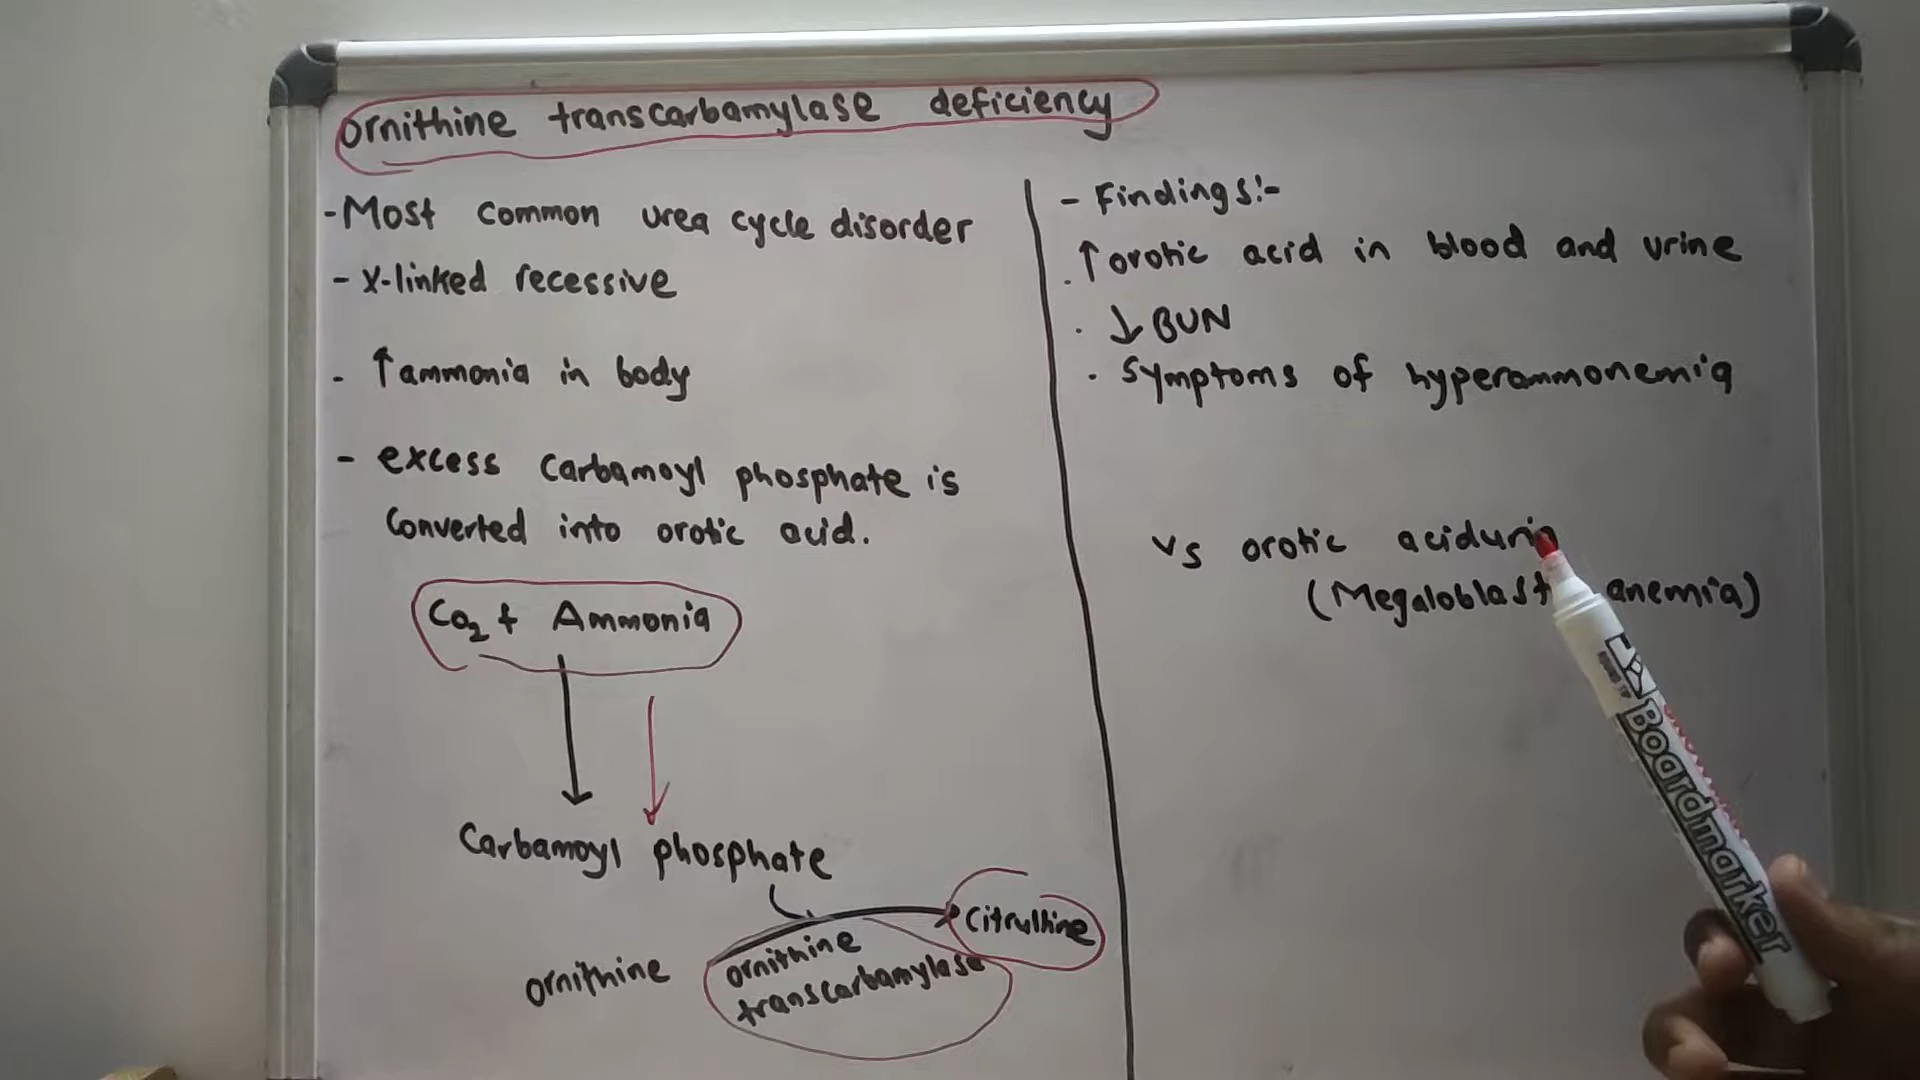 Ornithine transcarbamylase deficiency
- Most common urea cycle disorder
- X-linked recessive
- ↑ ammonia in body
- excess carbamoyl phosphate is
converted into orotic acid.
CO2 + Ammonia
Carbamoyl phosphate
Citrulline
ornithine
ornithine
transcarbamylase
- Findings:-
· ↑ orotic acid in blood and urine
· ↓ BUN
· Symptoms of hyperammonemia
vs orotic aciduria
(Megaloblast anemia)
Boardmarker